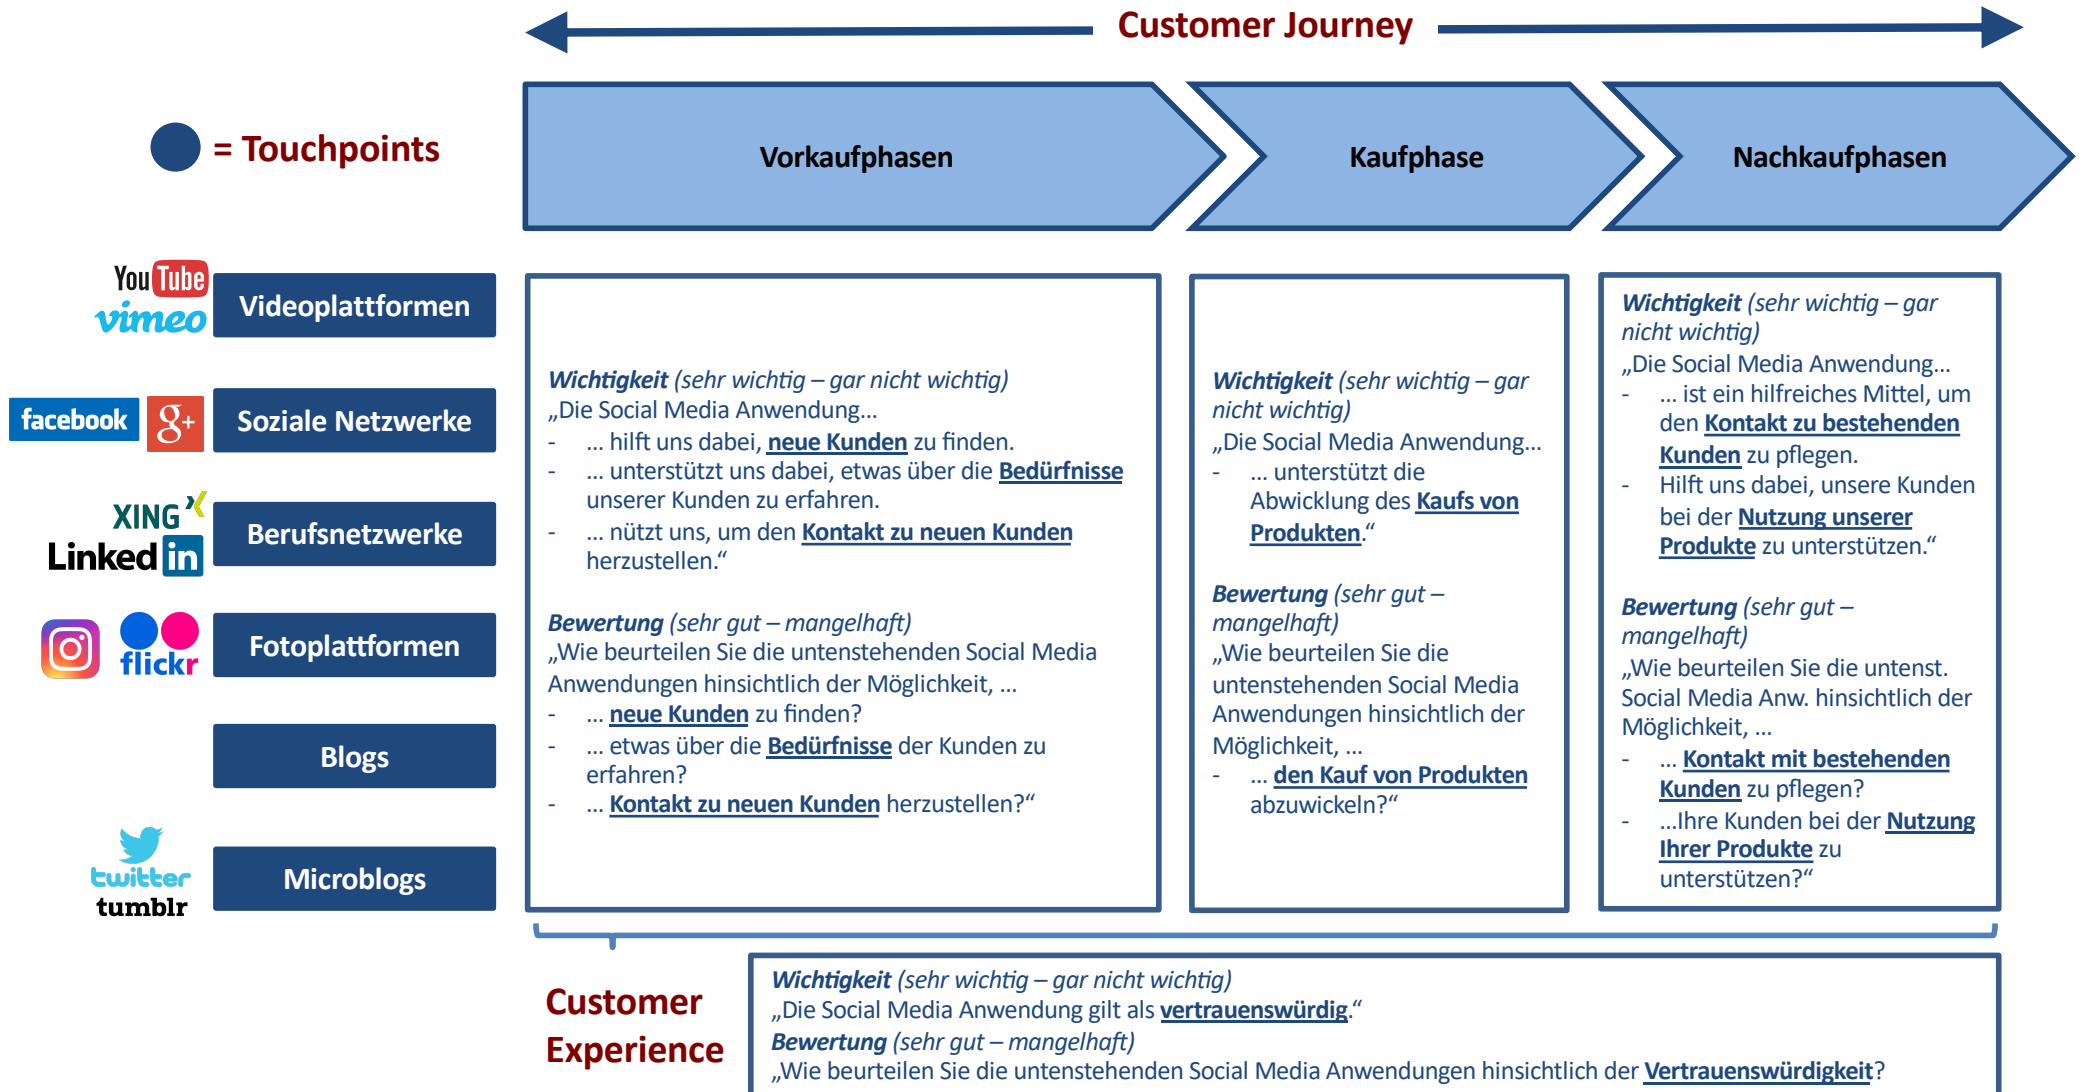 Customer Journey
= Touchpoints
Vorkaufphasen
Kaufphase
Nachkaufphasen
YouTube
vimeo
Videoplattformen
facebook
g+
Soziale Netzwerke
XING
Linked in
Berufsnetzwerke
flickr
Fotoplattformen
Blogs
twitter
tumblr
Microblogs
Wichtigkeit (sehr wichtig – gar nicht wichtig)
„Die Social Media Anwendung...
- ... hilft uns dabei, neue Kunden zu finden.
- ... unterstützt uns dabei, etwas über die Bedürfnisse
unserer Kunden zu erfahren.
- ... nützt uns, um den Kontakt zu neuen Kunden
herzustellen.“
Bewertung (sehr gut – mangelhaft)
„Wie beurteilen Sie die untenstehenden Social Media
Anwendungen hinsichtlich der Möglichkeit, ...
- ... neue Kunden zu finden?
- ... etwas über die Bedürfnisse der Kunden zu
erfahren?
- ... Kontakt zu neuen Kunden herzustellen?“
Wichtigkeit (sehr wichtig – gar
nicht wichtig)
„Die Social Media Anwendung...
- ... unterstützt die
Abwicklung des Kaufs von
Produkten.“
Bewertung (sehr gut –
mangelhaft)
„Wie beurteilen Sie die
untenstehenden Social Media
Anwendungen hinsichtlich der
Möglichkeit, ...
- ... den Kauf von Produkten
abzuwickeln?“
Wichtigkeit (sehr wichtig – gar
nicht wichtig)
„Die Social Media Anwendung...
- ... ist ein hilfreiches Mittel, um
den Kontakt zu bestehenden
Kunden zu pflegen.
- Hilft uns dabei, unsere Kunden
bei der Nutzung unserer
Produkte zu unterstützen.“
Bewertung (sehr gut –
mangelhaft)
„Wie beurteilen Sie die untenst.
Social Media Anw. hinsichtlich der
Möglichkeit, ...
- ... Kontakt mit bestehenden
Kunden zu pflegen?
- ...Ihre Kunden bei der Nutzung
Ihrer Produkte zu
unterstützen?“
Customer
Experience
Wichtigkeit (sehr wichtig – gar nicht wichtig)
„Die Social Media Anwendung gilt als vertrauenswürdig.“
Bewertung (sehr gut – mangelhaft)
„Wie beurteilen Sie die untenstehenden Social Media Anwendungen hinsichtlich der Vertrauenswürdigkeit?